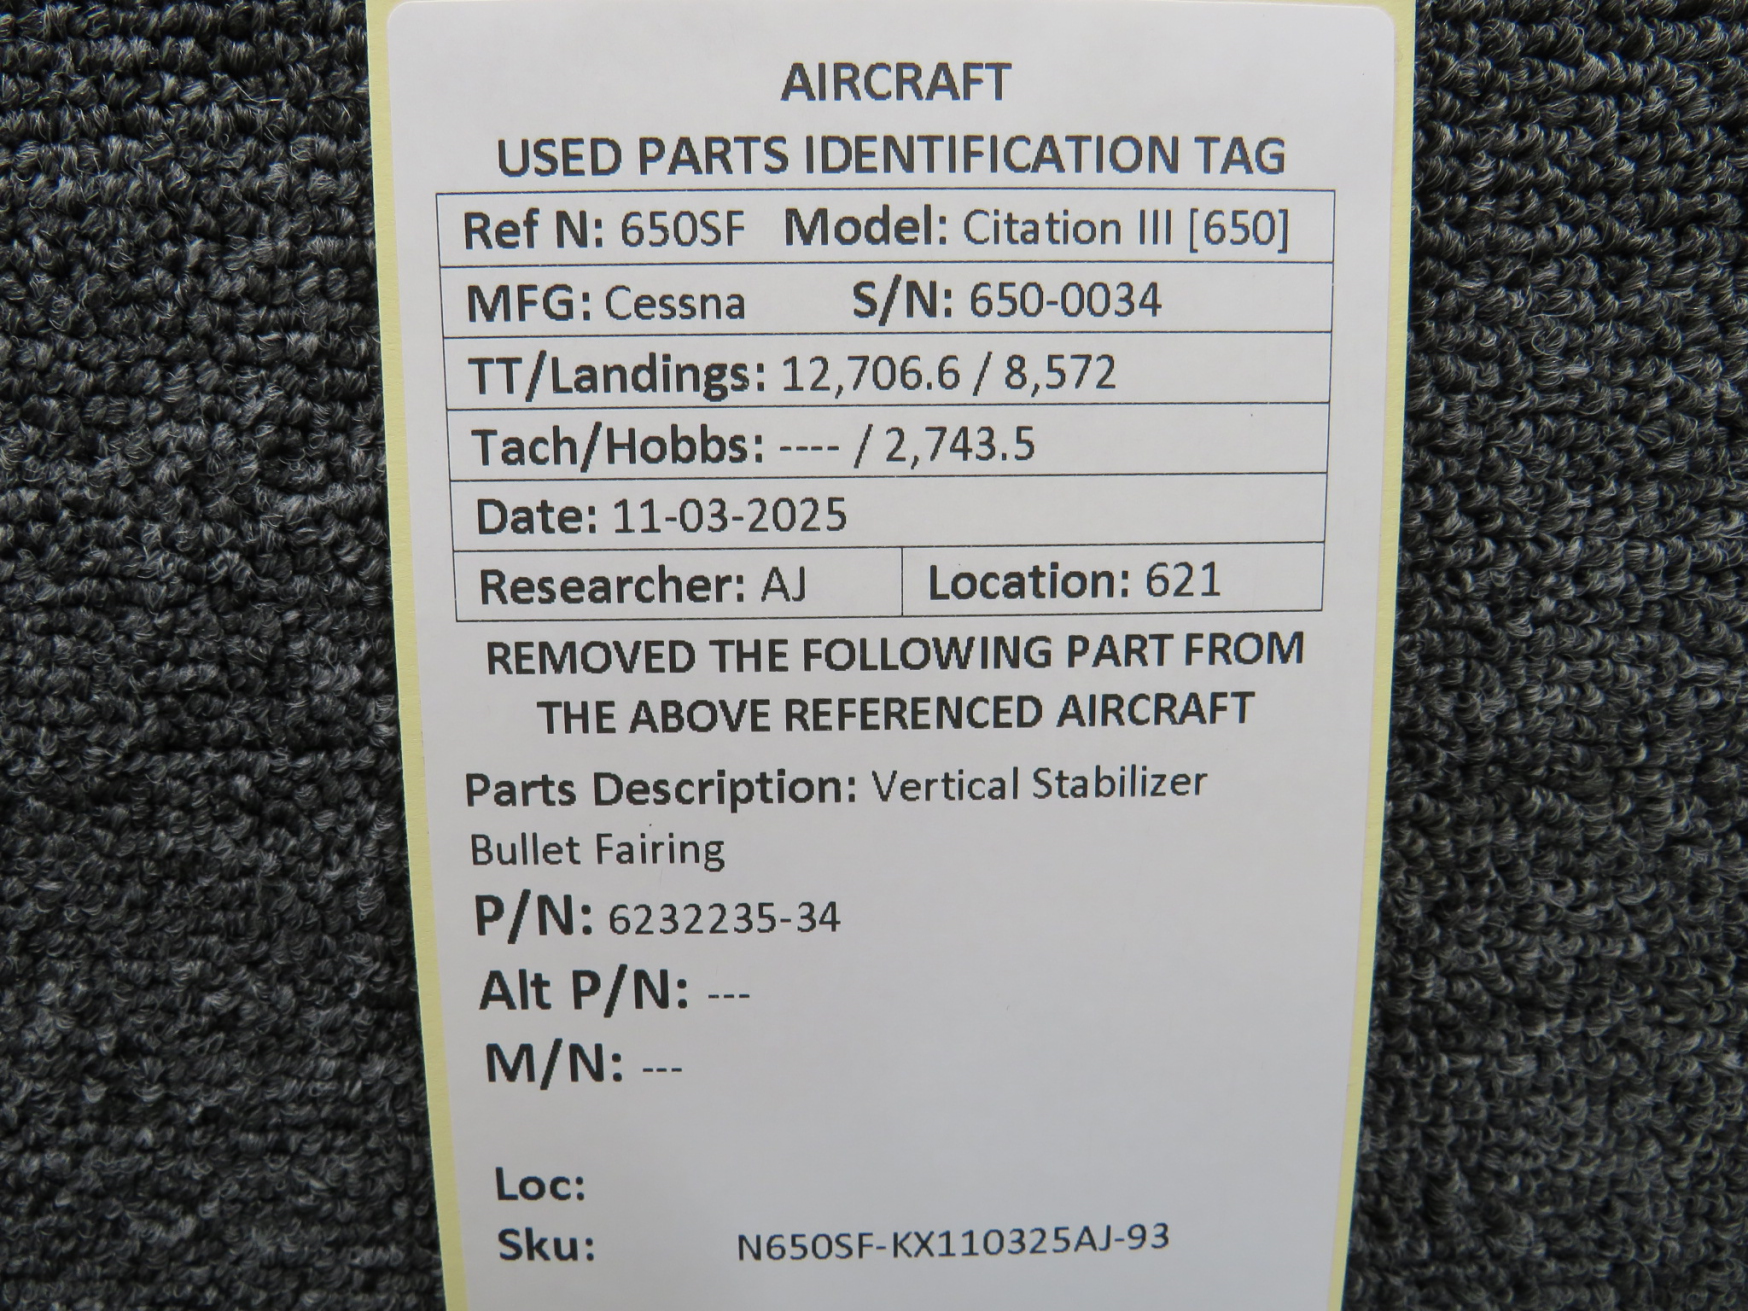 AIRCRAFT
USED PARTS IDENTIFICATION TAG
Ref N: 650SF Model: Citation III [650]
MFG: Cessna S/N: 650-0034
TT/Landings: 12,706.6 / 8,572
Tach/Hobbs: ---- / 2,743.5
Date: 11-03-2025
Researcher: AJ Location: 621
REMOVED THE FOLLOWING PART FROM
THE ABOVE REFERENCED AIRCRAFT
Parts Description: Vertical Stabilizer
Bullet Fairing
P/N: 6232235-34
Alt P/N: ---
M/N: ---
Loc:
Sku: N650SF-KX110325AJ-93